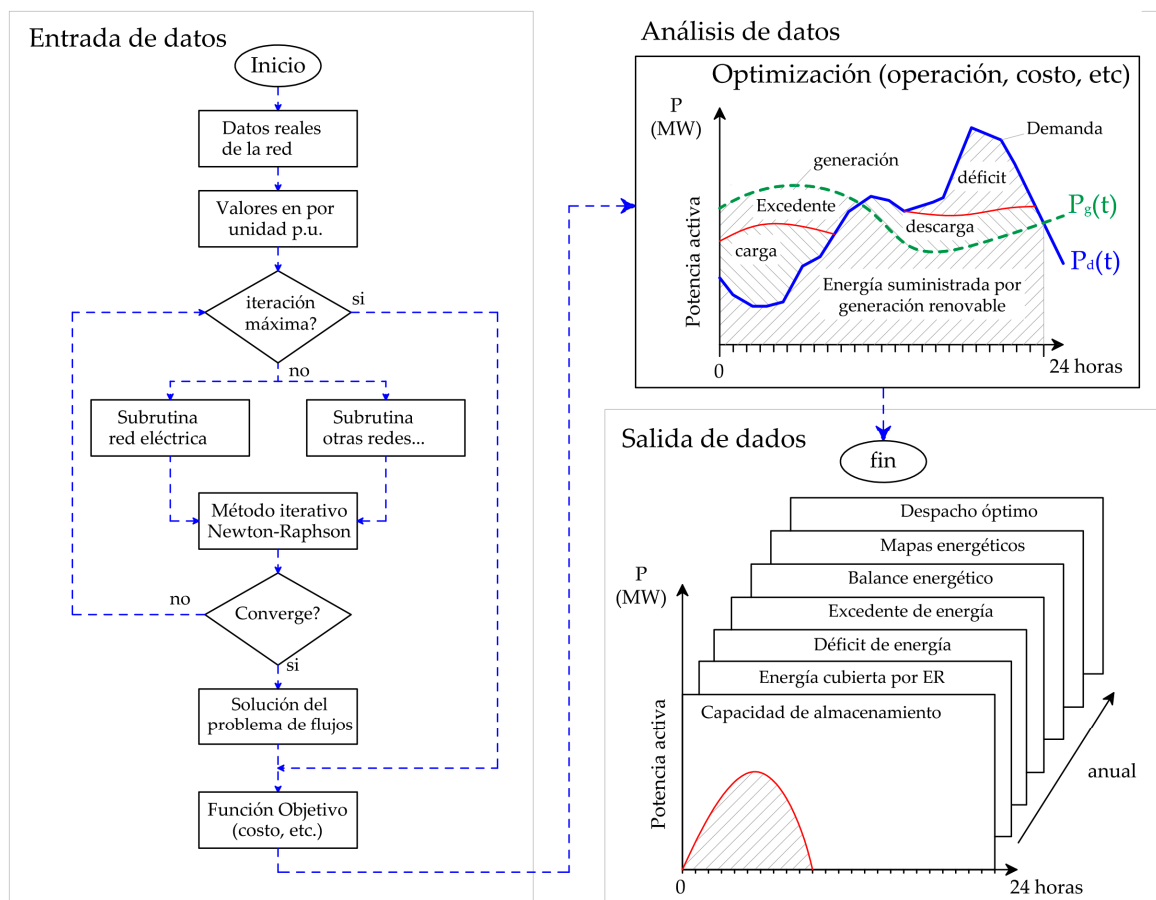 Entrada de datos
Inicio
Datos reales
de la red
Valores en por
unidad p.u.
iteración
máxima?
si
no
Subrutina
red eléctrica
Subrutina
otras redes...
Método iterativo
Newton-Raphson
Converge?
no
si
Solución del
problema de flujos
Función Objetivo
(costo, etc.)
Análisis de datos
Optimización (operación, costo, etc)
P
(MW)
Potencia activa
generación
Demanda
Excedente
déficit
carga
descarga
Pg(t)
Pd(t)
Energía suministrada por
generación renovable
0
24 horas
Salida de dados
fin
Despacho óptimo
Mapas energéticos
Balance energético
Excedente de energía
Déficit de energía
Energía cubierta por ER
Capacidad de almacenamiento
P
(MW)
Potencia activa
anual
0
24 horas